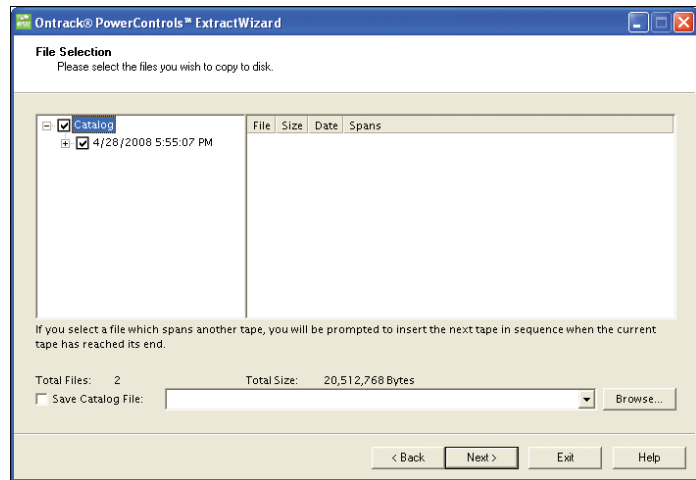 Ontrack® PowerControls™ ExtractWizard
File Selection
Please select the files you wish to copy to disk.
Catalog
4/28/2008 5:55:07 PM
File Size Date Spans
If you select a file which spans another tape, you will be prompted to insert the next tape in sequence when the current
tape has reached its end.
Total Files: 2 Total Size: 20,512,768 Bytes
Save Catalog File: Browse...
< Back Next > Exit Help